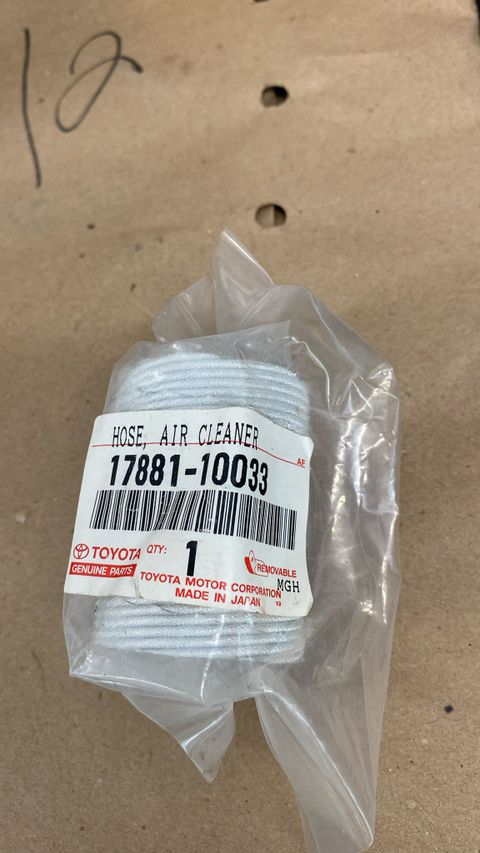 12
HOSE, AIR CLEANER
AF
17881-10033
TOYOTA QTY: 1
GENUINE PARTS
REMOVABLE
TOYOTA MOTOR CORPORATION
MGH
MADE IN JAPAN 13